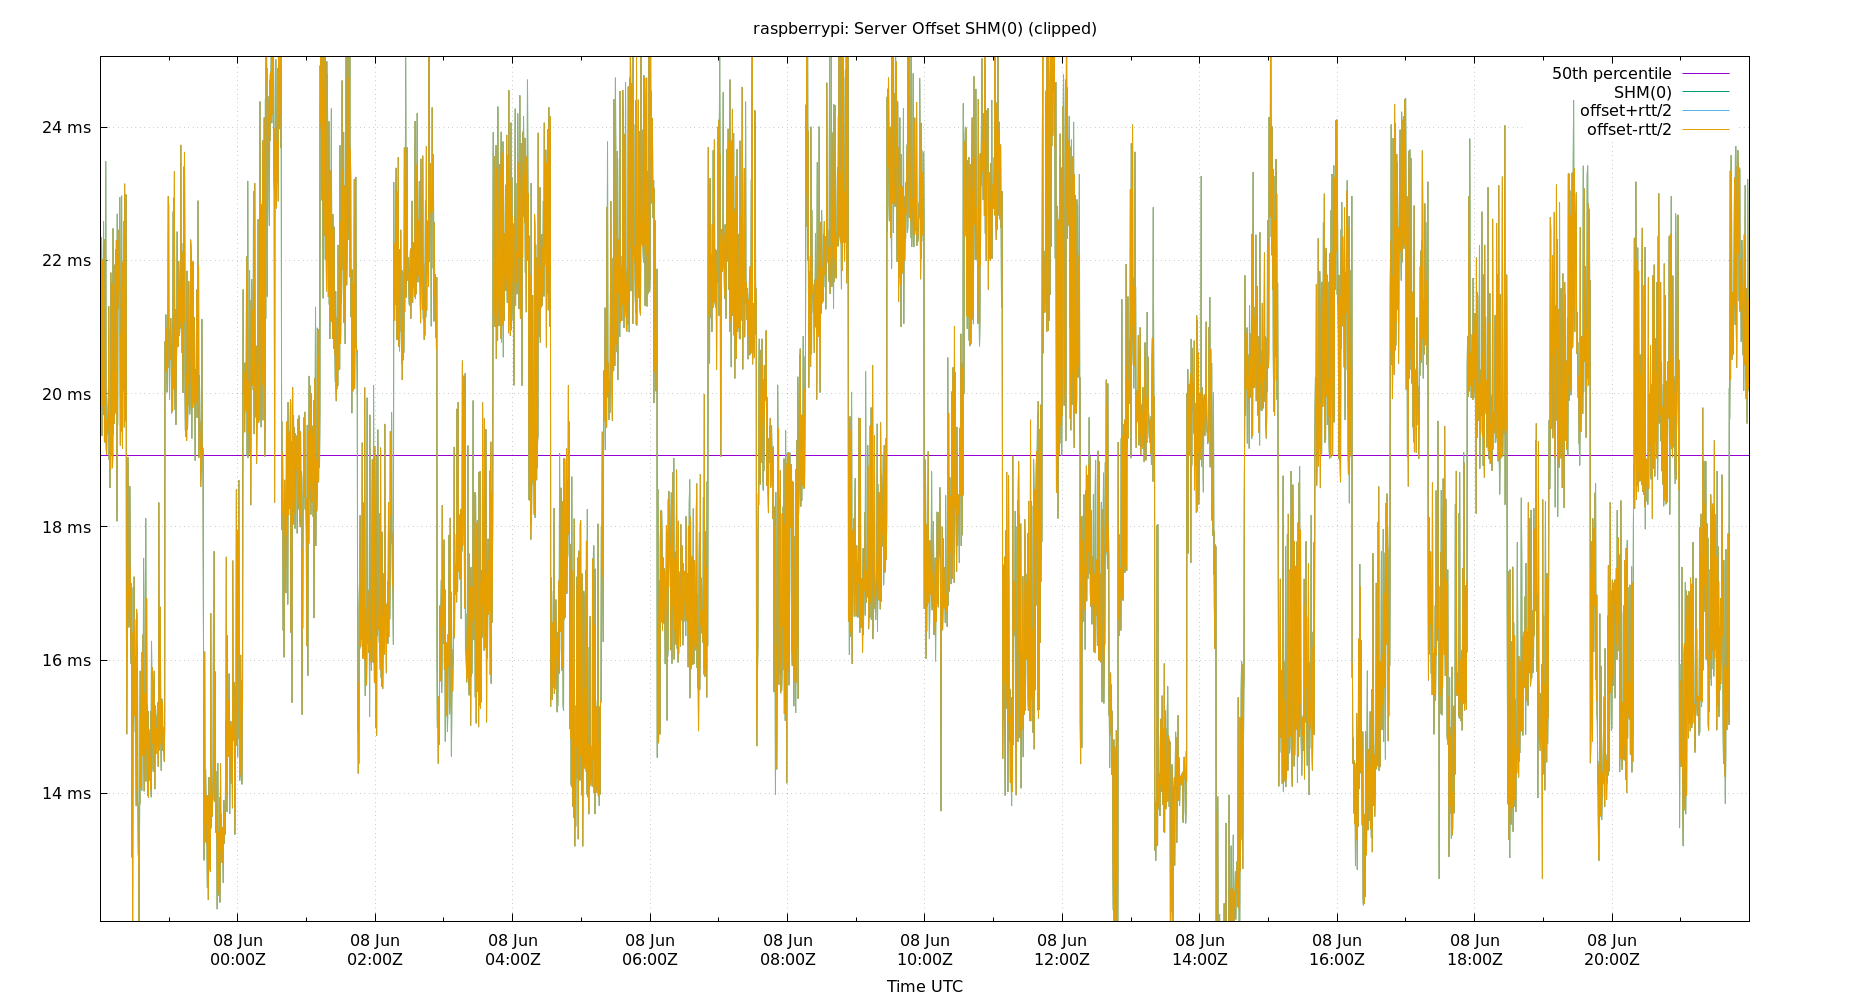 raspberrypi: Server Offset SHM(0) (clipped)
50th percentile
SHM(0)
offset+rtt/2
offset-rtt/2
24 ms
22 ms
20 ms
18 ms
16 ms
14 ms
08 Jun 08 Jun 08 Jun 08 Jun 08 Jun 08 Jun 08 Jun 08 Jun 08 Jun 08 Jun 08 Jun
00:00Z 02:00Z 04:00Z 06:00Z 08:00Z 10:00Z 12:00Z 14:00Z 16:00Z 18:00Z 20:00Z
Time UTC